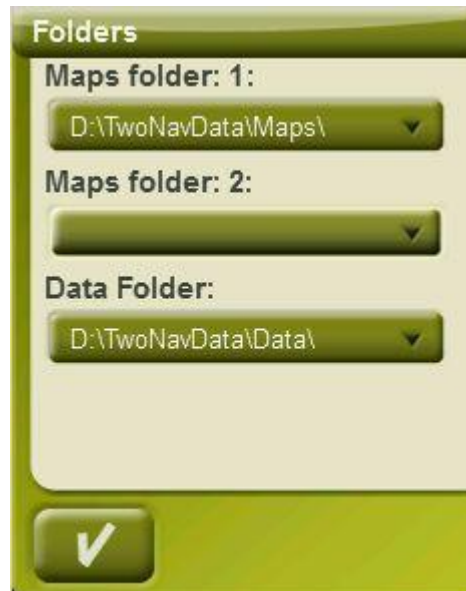 Folders
Maps folder: 1:
D:\TwoNavData\Maps\
Maps folder: 2:
Data Folder:
D:\TwoNavData\Data\